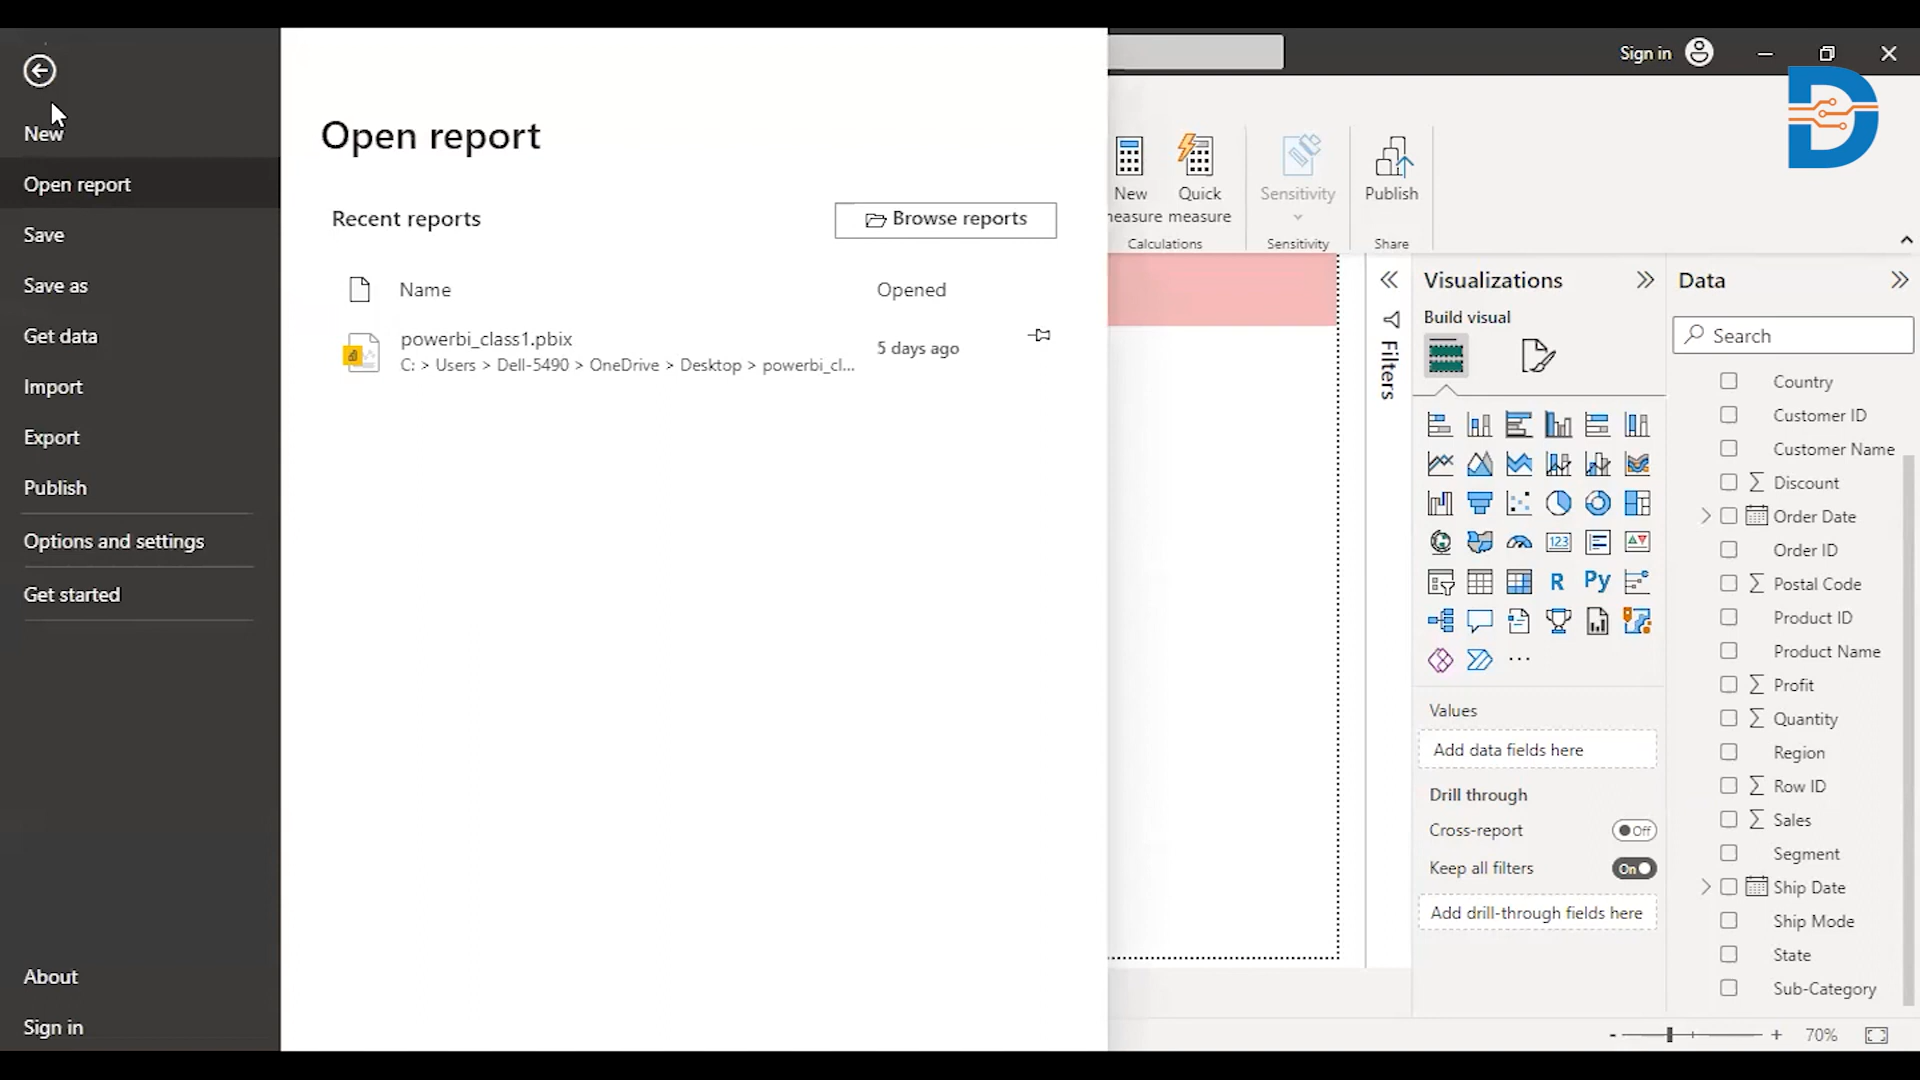 Sign in
New
Open report
Save
Save as
Get data
Import
Export
Publish
Options and settings
Get started
About
Sign in
Open report
Recent reports
Browse reports
Name
Opened
powerbi_class1.pbix
5 days ago
C: > Users > Dell-5490 > OneDrive > Desktop > powerbi_cl...
New
measure
Quick
measure
Calculations
Sensitivity
Sensitivity
Publish
Share
Filters
Visualizations
Build visual
123
R
Py
...
Values
Add data fields here
Drill through
Cross-report
Off
Keep all filters
On
Add drill-through fields here
Data
Search
Country
Customer ID
Customer Name
Discount
Order Date
Order ID
Postal Code
Product ID
Product Name
Profit
Quantity
Region
Row ID
Sales
Segment
Ship Date
Ship Mode
State
Sub-Category
- + 70%
D